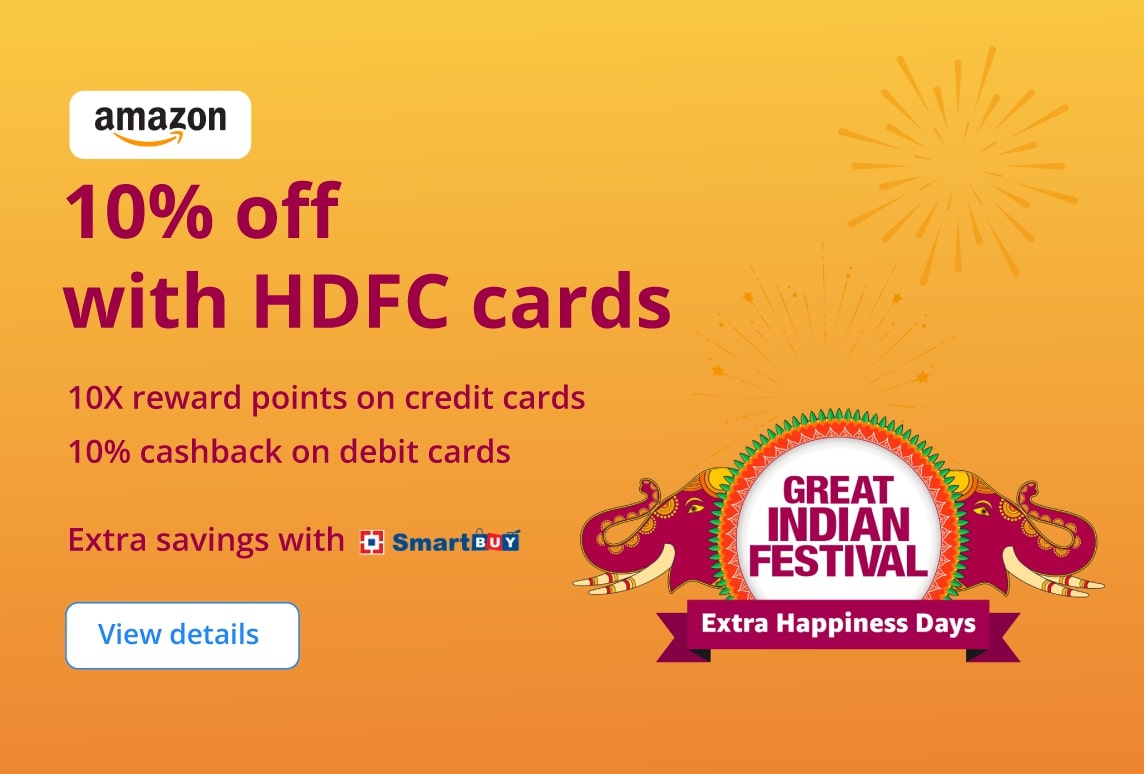 amazon
10% off
with HDFC cards
10X reward points on credit cards
10% cashback on debit cards
Extra savings with SmartBUY
View details
GREAT
INDIAN
FESTIVAL
Extra Happiness Days